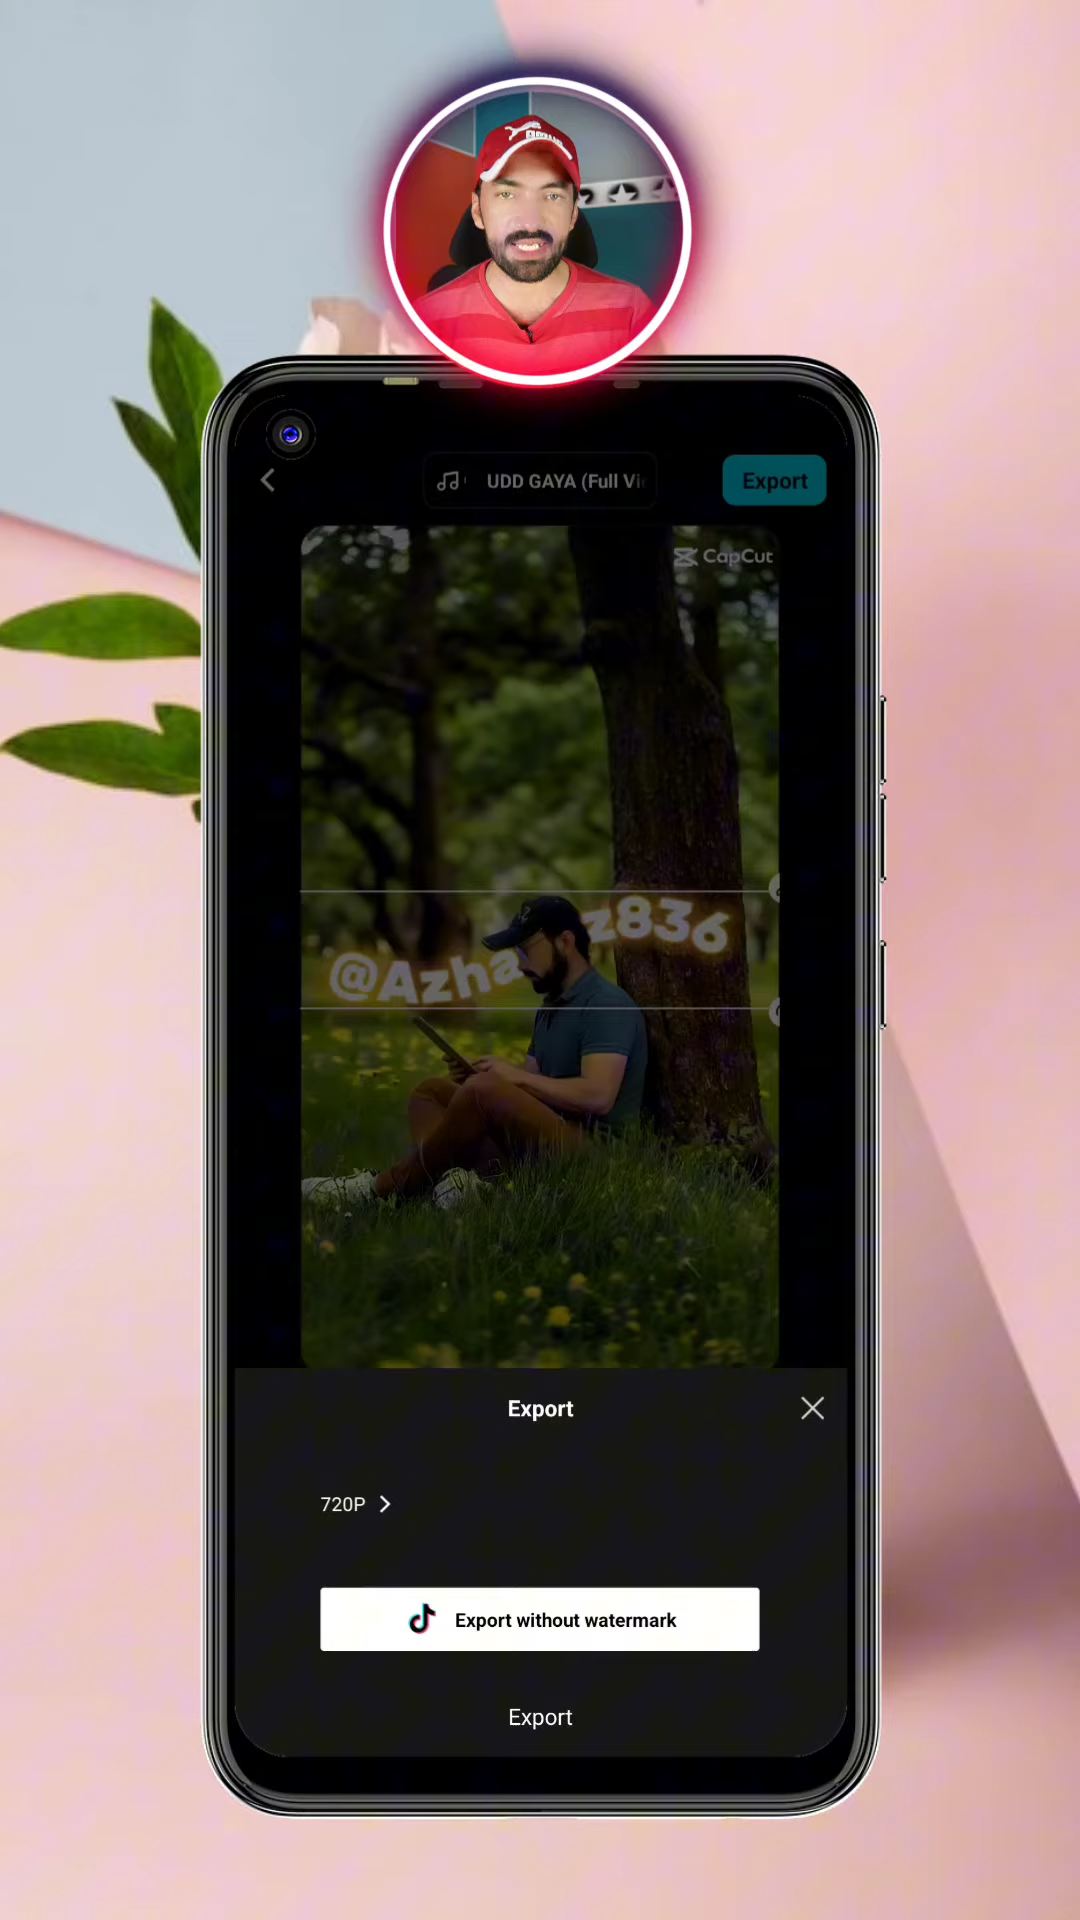 UDD GAYA (Full Vi
Export
CapCut
@Azha
z836
Export
720P
Export without watermark
Export